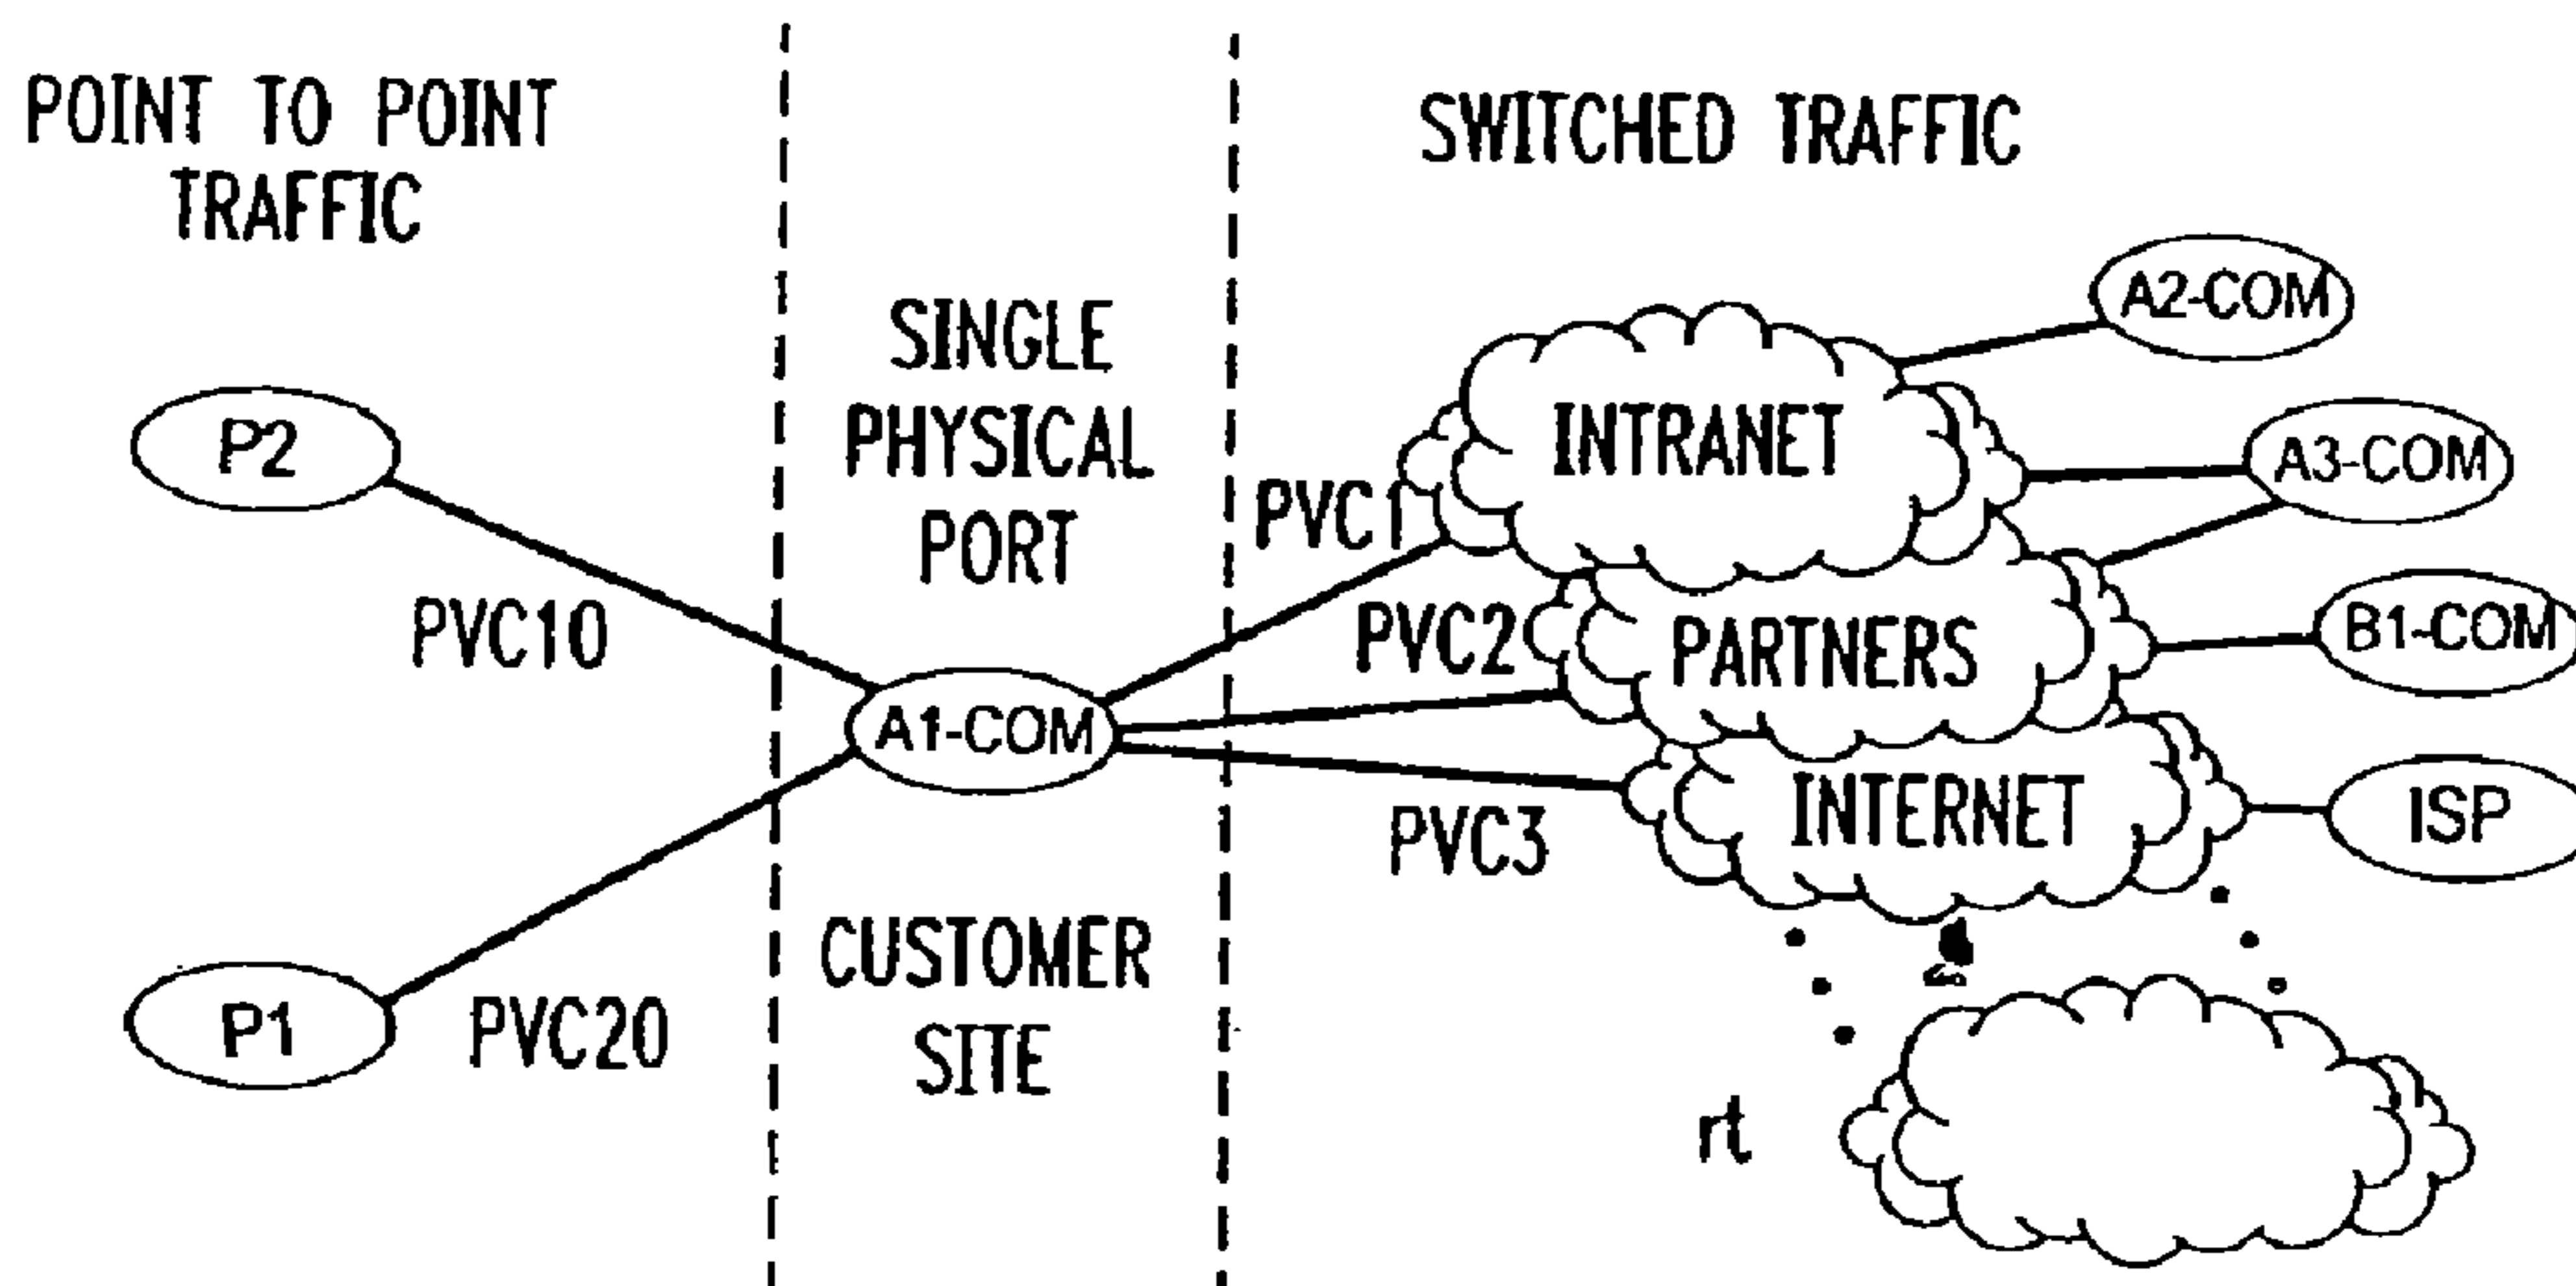 POINT TO POINT
TRAFFIC
SINGLE
PHYSICAL
PORT
SWITCHED TRAFFIC
P2
PVC10
A1-COM
P1
PVC20
CUSTOMER
SITE
PVC1
PVC2
PVC3
INTRANET
PARTNERS
INTERNET
A2-COM
A3-COM
B1-COM
ISP
rt